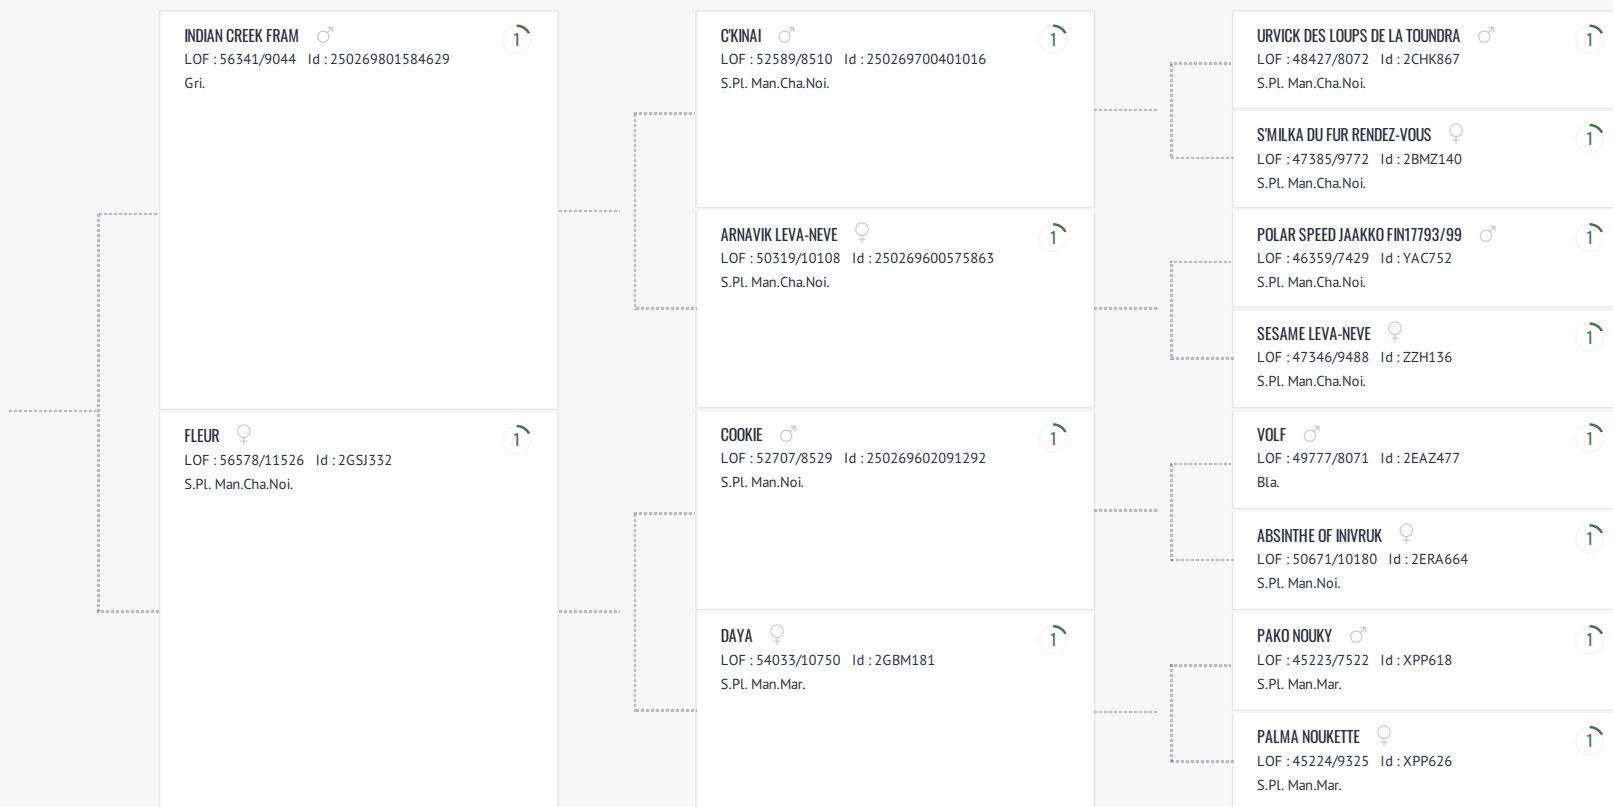 INDIAN CREEK FRAM
1
LOF : 56341/9044 Id : 250269801584629
Gri.
FLEUR
1
LOF : 56578/11526 Id : 2GSJ332
S.Pl. Man.Cha.Noi.
C'KINAI
1
LOF : 52589/8510 Id : 250269700401016
S.Pl. Man.Cha.Noi.
ARNAVIK LEVA-NEVE
1
LOF : 50319/10108 Id : 250269600575863
S.Pl. Man.Cha.Noi.
COOKIE
1
LOF : 52707/8529 Id : 250269602091292
S.Pl. Man.Noi.
DAYA
1
LOF : 54033/10750 Id : 2GBM181
S.Pl. Man.Mar.
URVICK DES LOUPS DE LA TOUNDRA
1
LOF : 48427/8072 Id : 2CHK867
S.Pl. Man.Cha.Noi.
S'MILKA DU FUR RENDEZ-VOUS
1
LOF : 47385/9772 Id : 2BMZ140
S.Pl. Man.Cha.Noi.
POLAR SPEED JAAKKO FIN17793/99
1
LOF : 46359/7429 Id : YAC752
S.Pl. Man.Cha.Noi.
SESAME LEVA-NEVE
1
LOF : 47346/9488 Id : ZZH136
S.Pl. Man.Cha.Noi.
VOLF
1
LOF : 49777/8071 Id : 2EAZ477
Bla.
ABSINTHE OF INIVRUK
1
LOF : 50671/10180 Id : 2ERA664
S.Pl. Man.Noi.
PAKO NOUKY
1
LOF : 45223/7522 Id : XPP618
S.Pl. Man.Mar.
PALMA NOUKETTE
1
LOF : 45224/9325 Id : XPP626
S.Pl. Man.Mar.